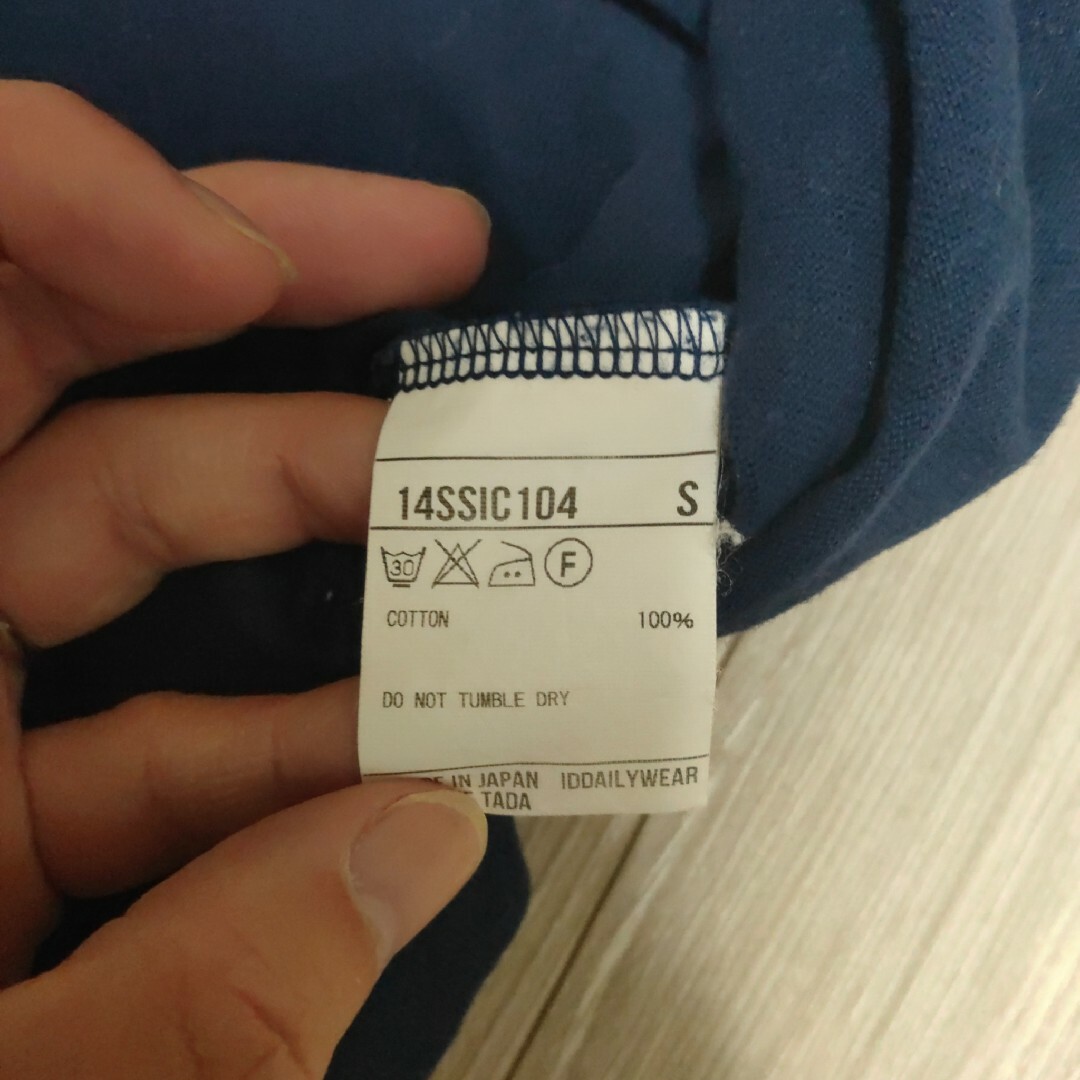 14SSIC104 S
30 F
COTTON 100%
DO NOT TUMBLE DRY
IN JAPAN IDDAILYWEAR
TADA